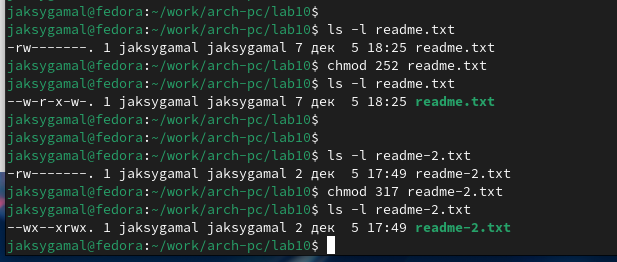 jaksygamal@fedora:~/work/arch-pc/lab10$
jaksygamal@fedora:~/work/arch-pc/lab10$ ls -l readme.txt
-rw-------. 1 jaksygamal jaksygamal 7 дек  5 18:25 readme.txt
jaksygamal@fedora:~/work/arch-pc/lab10$ chmod 252 readme.txt
jaksygamal@fedora:~/work/arch-pc/lab10$ ls -l readme.txt
--w-r-x-w-. 1 jaksygamal jaksygamal 7 дек  5 18:25 readme.txt
jaksygamal@fedora:~/work/arch-pc/lab10$
jaksygamal@fedora:~/work/arch-pc/lab10$
jaksygamal@fedora:~/work/arch-pc/lab10$ ls -l readme-2.txt
-rw-------. 1 jaksygamal jaksygamal 2 дек  5 17:49 readme-2.txt
jaksygamal@fedora:~/work/arch-pc/lab10$ chmod 317 readme-2.txt
jaksygamal@fedora:~/work/arch-pc/lab10$ ls -l readme-2.txt
--wx--xrwx. 1 jaksygamal jaksygamal 2 дек  5 17:49 readme-2.txt
jaksygamal@fedora:~/work/arch-pc/lab10$